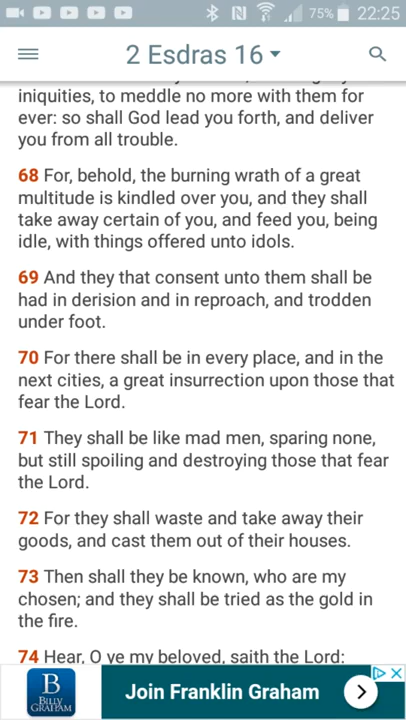 75% 22:25
2 Esdras 16
iniquities, to meddle no more with them for
ever: so shall God lead you forth, and deliver
you from all trouble.
68 For, behold, the burning wrath of a great
multitude is kindled over you, and they shall
take away certain of you, and feed you, being
idle, with things offered unto idols.
69 And they that consent unto them shall be
had in derision and in reproach, and trodden
under foot.
70 For there shall be in every place, and in the
next cities, a great insurrection upon those that
fear the Lord.
71 They shall be like mad men, sparing none,
but still spoiling and destroying those that fear
the Lord.
72 For they shall waste and take away their
goods, and cast them out of their houses.
73 Then shall they be known, who are my
chosen; and they shall be tried as the gold in
the fire.
74 Hear, O ye my beloved, saith the Lord:
B
BILLY
GRAHAM
Join Franklin Graham